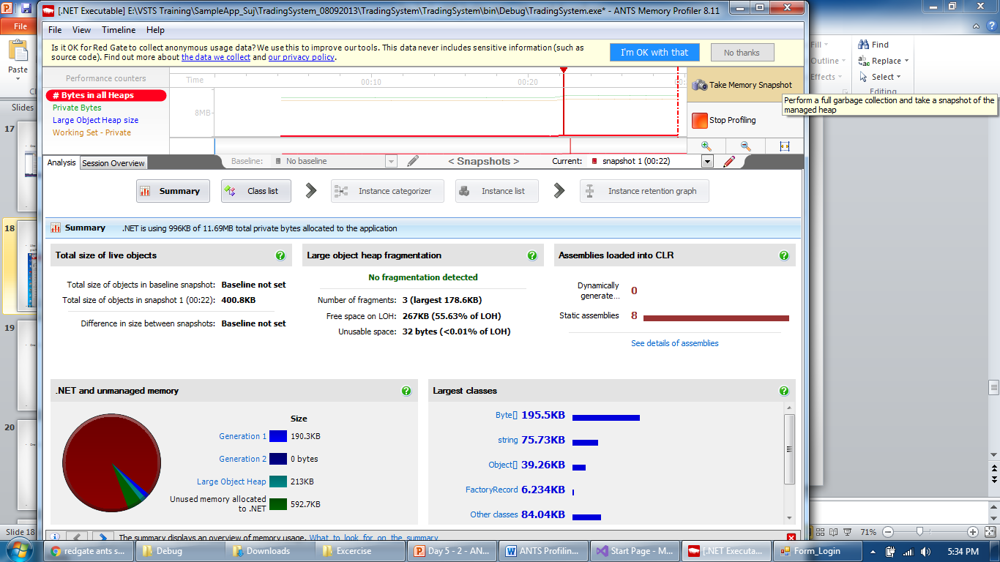 [.NET Executable] E:\VSTS Training\SampleApp_Suj\TradingSystem_08092013\TradingSystem\TradingSystem\bin\Debug\TradingSystem.exe* - ANTS Memory Profiler 8.11
File
File View Timeline Help
Is it OK for Red Gate to collect anonymous usage data? We use this to improve our tools. This data never includes sensitive information (such as
source code). Find out more about the data we collect and our privacy policy.
I'm OK with that
No thanks
Paste
Slides
17
18
19
20
Fill
Outline
Effects
Find
Replace
Select
Editing
Performance counters
# Bytes in all Heaps
Private Bytes
Large Object Heap size
Working Set - Private
Time
00:10
00:20
8MB
Take Memory Snapshot
Stop Profiling
Perform a full garbage collection and take a snapshot of the
managed heap
Analysis
Session Overview
Baseline: No baseline
< Snapshots >
Current: snapshot 1 (00:22)
Summary
Class list
Instance categorizer
Instance list
Instance retention graph
Summary .NET is using 996KB of 11.69MB total private bytes allocated to the application
Total size of live objects
Total size of objects in baseline snapshot: Baseline not set
Total size of objects in snapshot 1 (00:22): 400.8KB
Difference in size between snapshots: Baseline not set
Large object heap fragmentation
No fragmentation detected
Number of fragments: 3 (largest 178.6KB)
Free space on LOH: 267KB (55.63% of LOH)
Unusable space: 32 bytes (<0.01% of LOH)
Assemblies loaded into CLR
Dynamically
generate... 0
Static assemblies 8
See details of assemblies
.NET and unmanaged memory
Size
Generation 1 190.3KB
Generation 2 0 bytes
Large Object Heap 213KB
Unused memory allocated
to .NET 592.7KB
Largest classes
Byte[] 195.5KB
string 75.73KB
Object[] 39.26KB
FactoryRecord 6.234KB
Other classes 84.04KB
The summary displays an overview of memory usage. What to look for on the summary
Slide 18
71%
redgate ants s...
Debug
Downloads
Excercise
Day 5 - 2 - AN...
ANTS Profilin...
Start Page - M...
[.NET Executa...
Form_Login
5:34 PM